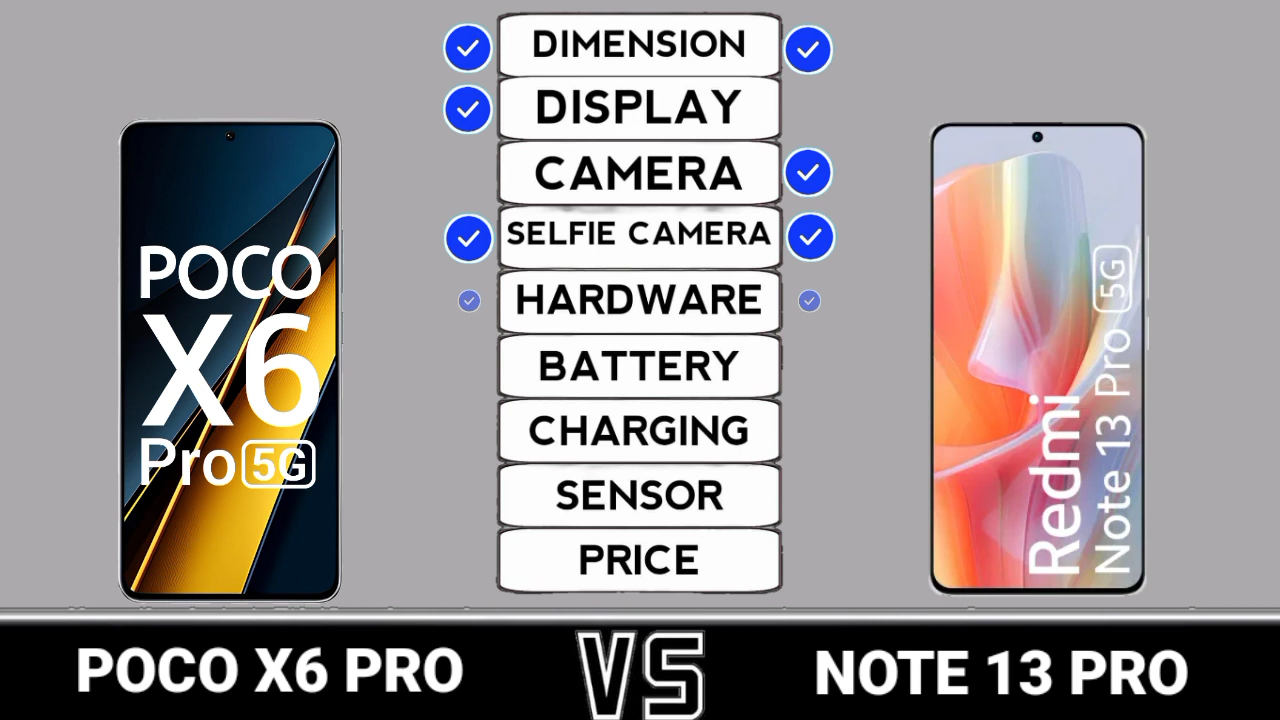 DIMENSION
DISPLAY
CAMERA
SELFIE CAMERA
HARDWARE
BATTERY
CHARGING
SENSOR
PRICE
POCO
X6
Pro 5G
Redmi
Note 13 Pro 5G
POCO X6 PRO
VS
NOTE 13 PRO